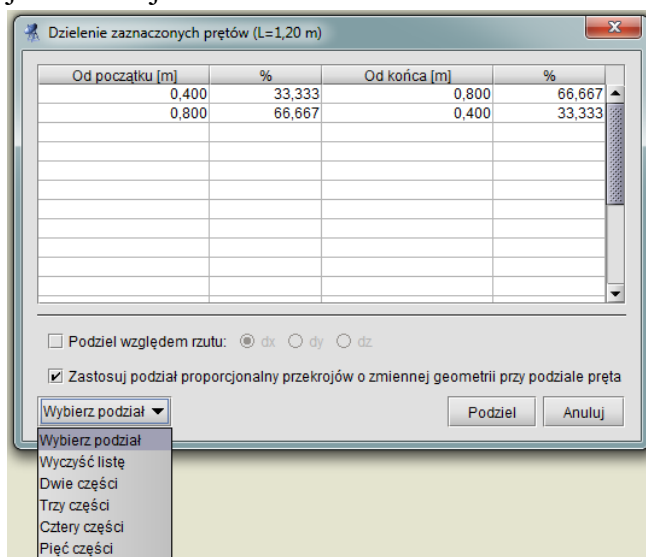 Dzielenie zaznaczonych prętów (L=1,20 m)
Od początku [m] % Od końca [m] %
0,400 33,333 0,800 66,667
0,800 66,667 0,400 33,333
Podziel względem rzutu: dx dy dz
Zastosuj podział proporcjonalny przekrojów o zmiennej geometrii przy podziale pręta
Wybierz podział Podziel Anuluj
Wybierz podział
Wyczyść listę
Dwie części
Trzy części
Cztery części
Pięć części